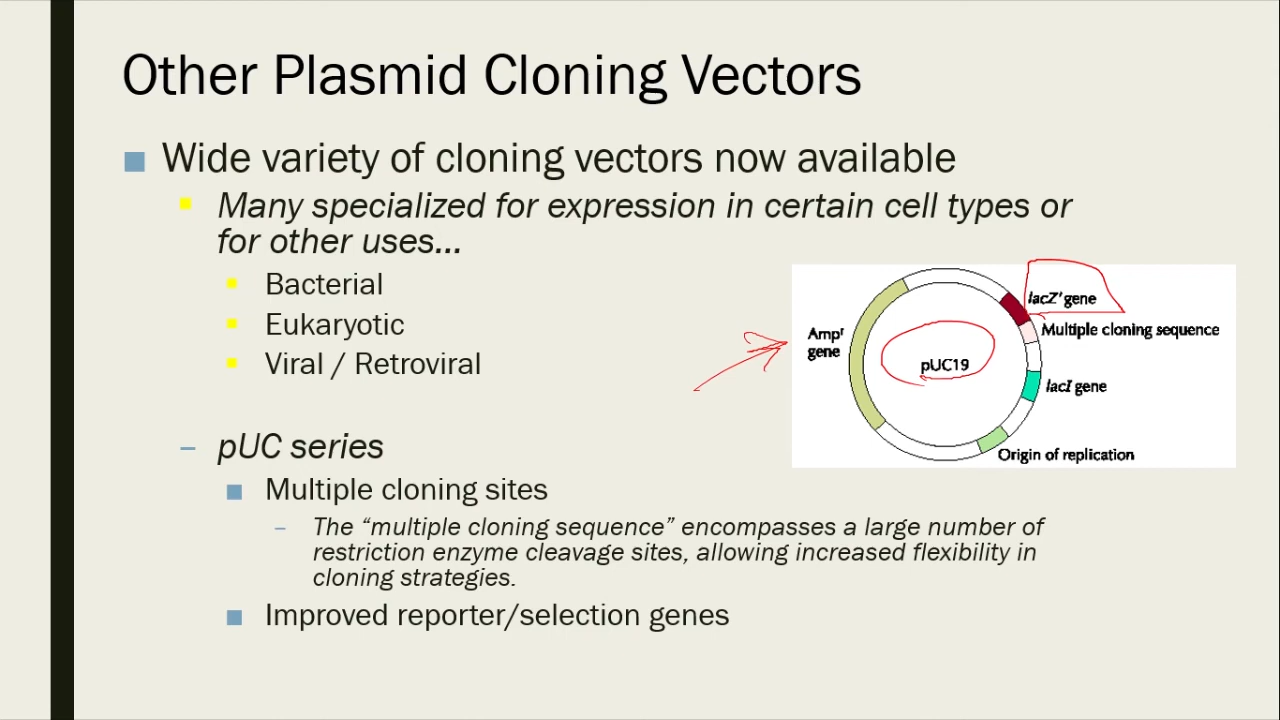 Other Plasmid Cloning Vectors
Wide variety of cloning vectors now available
Many specialized for expression in certain cell types or
for other uses...
Bacterial
Eukaryotic
Viral / Retroviral
– pUC series
Multiple cloning sites
– The “multiple cloning sequence” encompasses a large number of
restriction enzyme cleavage sites, allowing increased flexibility in
cloning strategies.
Improved reporter/selection genes
lacZ' gene
Multiple cloning sequence
Ampʳ
gene
pUC19
lacI gene
Origin of replication